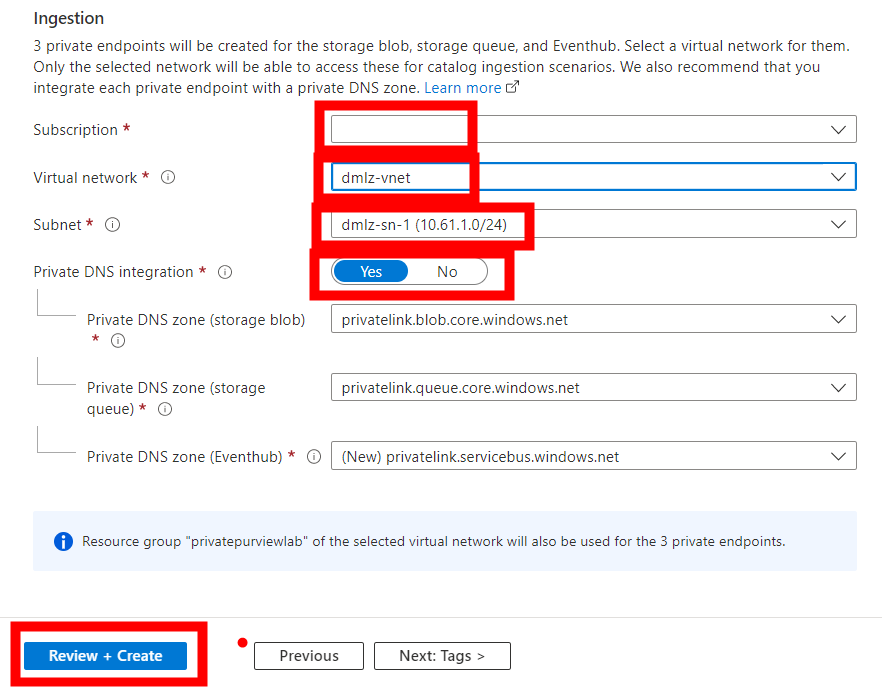 Ingestion
3 private endpoints will be created for the storage blob, storage queue, and Eventhub. Select a virtual network for them.
Only the selected network will be able to access these for catalog ingestion scenarios. We also recommend that you
integrate each private endpoint with a private DNS zone. Learn more
Subscription *
Virtual network * dmlz-vnet
Subnet * dmlz-sn-1 (10.61.1.0/24)
Private DNS integration * Yes No
Private DNS zone (storage blob) privatelink.blob.core.windows.net
*
Private DNS zone (storage privatelink.queue.core.windows.net
queue) *
Private DNS zone (Eventhub) * (New) privatelink.servicebus.windows.net
Resource group "privatepurviewlab" of the selected virtual network will also be used for the 3 private endpoints.
Review + Create Previous Next: Tags >